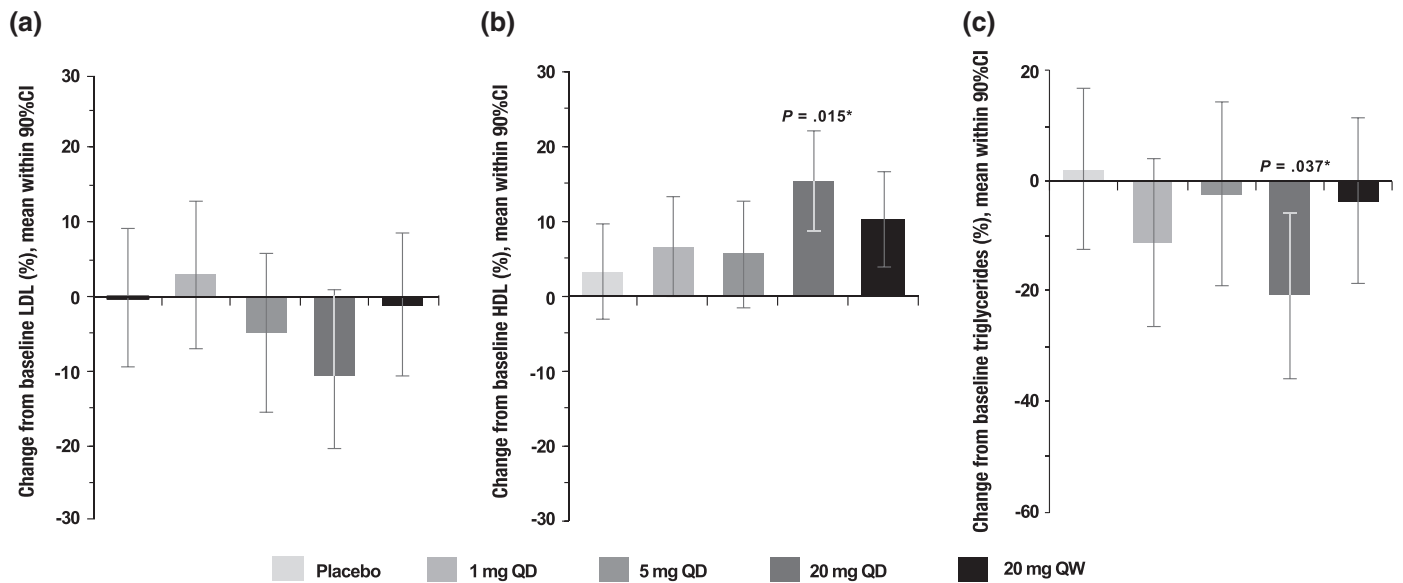 (a)
Change from baseline LDL (%), mean within 90%CI
30
20
10
0
-10
-20
-30
(b)
Change from baseline HDL (%), mean within 90%CI
30
20
10
0
-10
-20
-30
P = .015*
(c)
Change from baseline triglycerides (%), mean within 90%CI
20
0
-20
-40
-60
P = .037*
Placebo
1 mg QD
5 mg QD
20 mg QD
20 mg QW